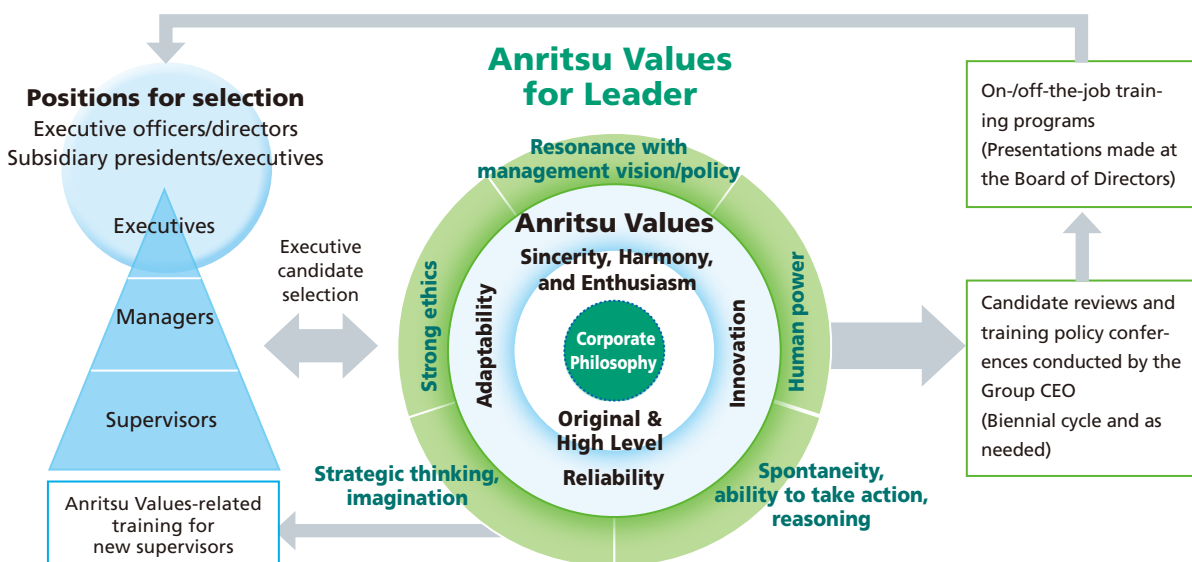 Anritsu Values
for Leader
Positions for selection
Executive officers/directors
Subsidiary presidents/executives
Executives
Managers
Supervisors
Anritsu Values-related
training for
new supervisors
Executive
candidate
selection
Resonance with
management vision/policy
Strong ethics
Human power
Strategic thinking,
imagination
Spontaneity,
ability to take action,
reasoning
Anritsu Values
Sincerity, Harmony,
and Enthusiasm
Adaptability
Innovation
Corporate
Philosophy
Original &
High Level
Reliability
On-/off-the-job train-
ing programs
(Presentations made at
the Board of Directors)
Candidate reviews and
training policy confer-
ences conducted by the
Group CEO
(Biennial cycle and as
needed)